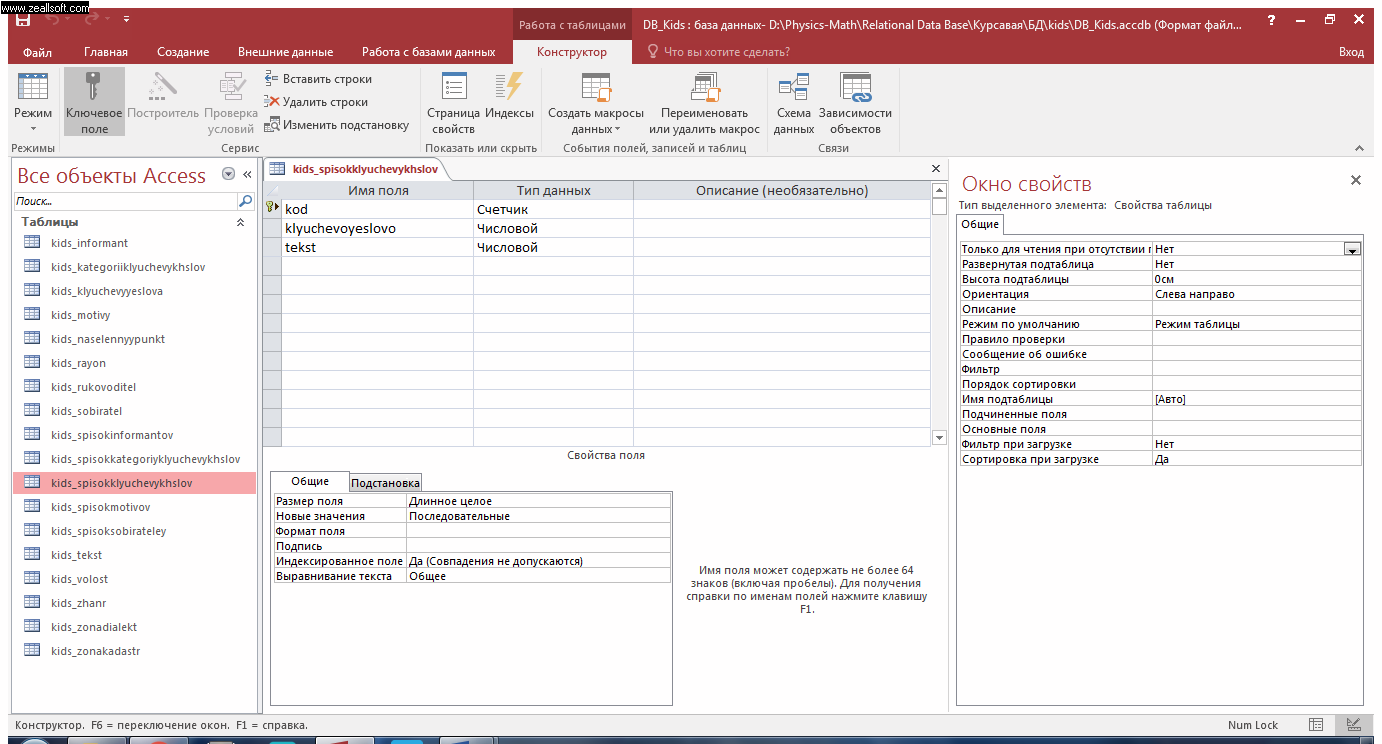 www.zeallsoft.com
Работа с таблицами
DB_Kids : база данных- D:\Physics-Math\Relational Data Base\Курсавая\БД\kids\DB_Kids.accdb (Формат файл...
?
Файл Главная Создание Внешние данные Работа с базами данных Конструктор Что вы хотите сделать? Вход
Режим
Ключевое поле
Построитель
Проверка условий
Вставить строки
Удалить строки
Изменить подстановку
Страница свойств
Индексы
Создать макросы данных
Переименовать или удалить макрос
Схема данных
Зависимости объектов
Режимы Сервис Показать или скрыть События полей, записей и таблиц Связи
Все объекты Access
Поиск...
Таблицы
kids_informant
kids_kategoriiklyuchevykhslov
kids_klyuchevyyeslova
kids_motivy
kids_naselennyypunkt
kids_rayon
kids_rukovoditel
kids_sobiratel
kids_spisokinformantov
kids_spisokkategoriyklyuchevykhslov
kids_spisokklyuchevykhslov
kids_spisokmotivov
kids_spisoksobirateley
kids_tekst
kids_volost
kids_zhanr
kids_zonadialekt
kids_zonakadastr
kids_spisokklyuchevykhslov
Имя поля Тип данных Описание (необязательно)
kod Счетчик
klyuchevoyeslovo Числовой
tekst Числовой
Свойства поля
Общие Подстановка
Размер поля Длинное целое
Новые значения Последовательные
Формат поля
Подпись
Индексированное поле Да (Совпадения не допускаются)
Выравнивание текста Общее
Имя поля может содержать не более 64
знаков (включая пробелы). Для получения
справки по именам полей нажмите клавишу
F1.
Окно свойств
Тип выделенного элемента: Свойства таблицы
Общие
Только для чтения при отсутствии Нет
Развернутая подтаблица Нет
Высота подтаблицы 0см
Ориентация Слева направо
Описание
Режим по умолчанию Режим таблицы
Правило проверки
Сообщение об ошибке
Фильтр
Порядок сортировки
Имя подтаблицы [Авто]
Подчиненные поля
Основные поля
Фильтр при загрузке Нет
Сортировка при загрузке Да
Конструктор. F6 = переключение окон. F1 = справка.
Num Lock